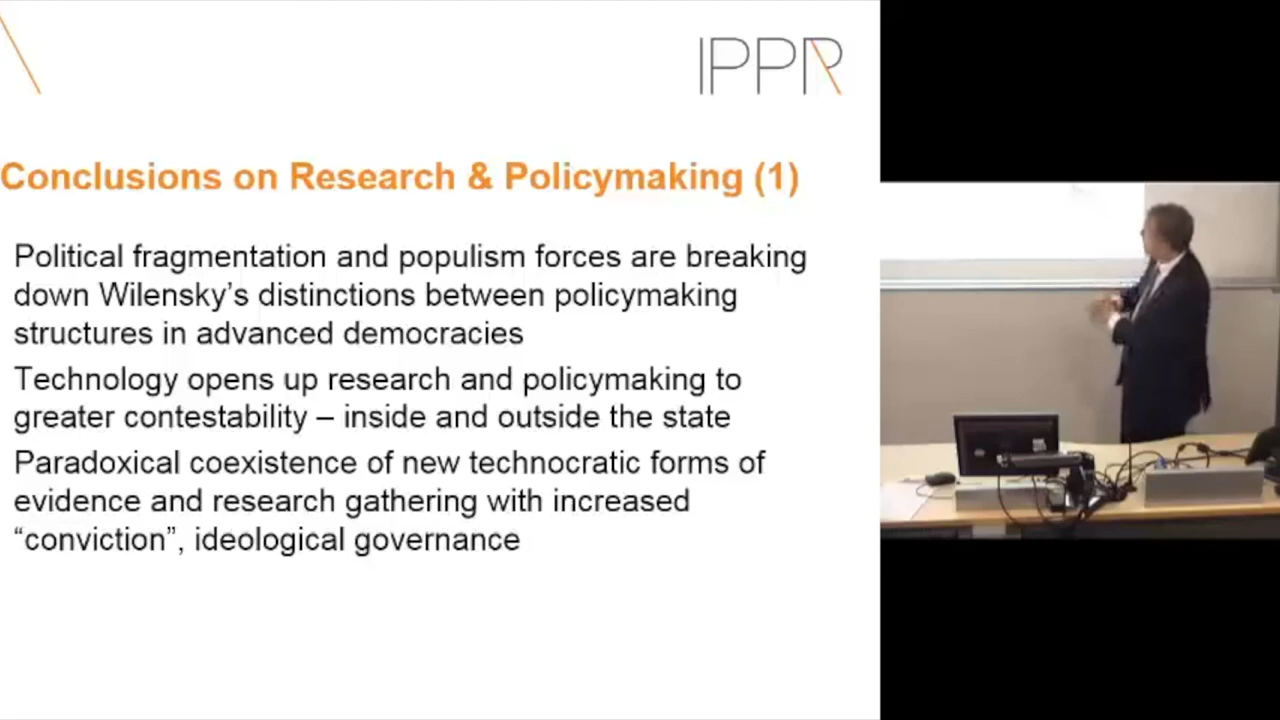 IPPR
Conclusions on Research & Policymaking (1)
Political fragmentation and populism forces are breaking
down Wilensky’s distinctions between policymaking
structures in advanced democracies
Technology opens up research and policymaking to
greater contestability – inside and outside the state
Paradoxical coexistence of new technocratic forms of
evidence and research gathering with increased
“conviction”, ideological governance